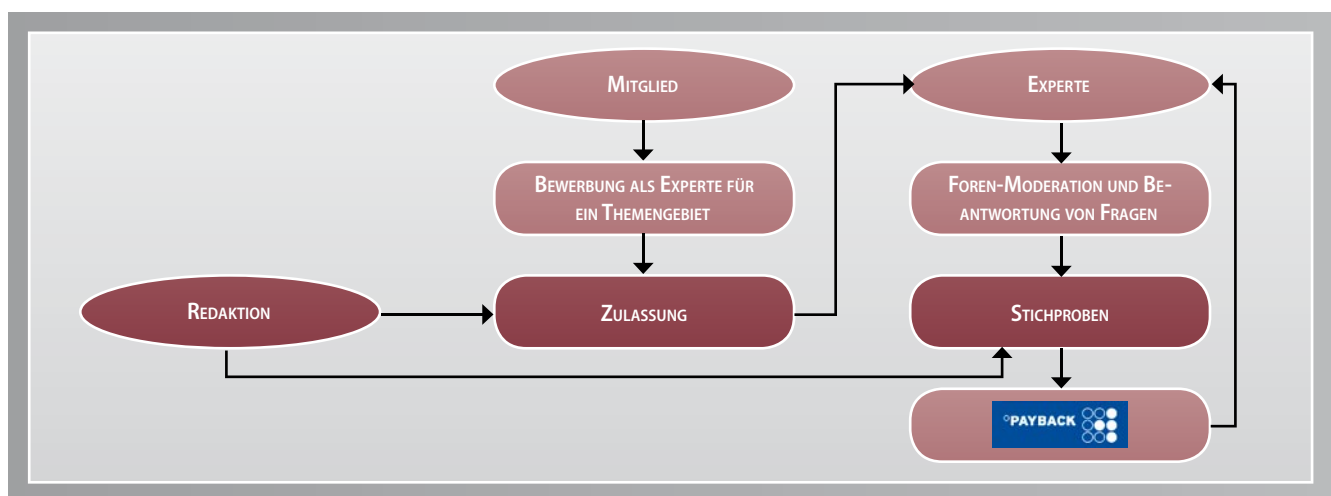 Mitglied
Experte
Bewerbung als Experte für
ein Themengebiet
Foren-Moderation und Be-
antwortung von Fragen
Redaktion
Zulassung
Stichproben
°PAYBACK